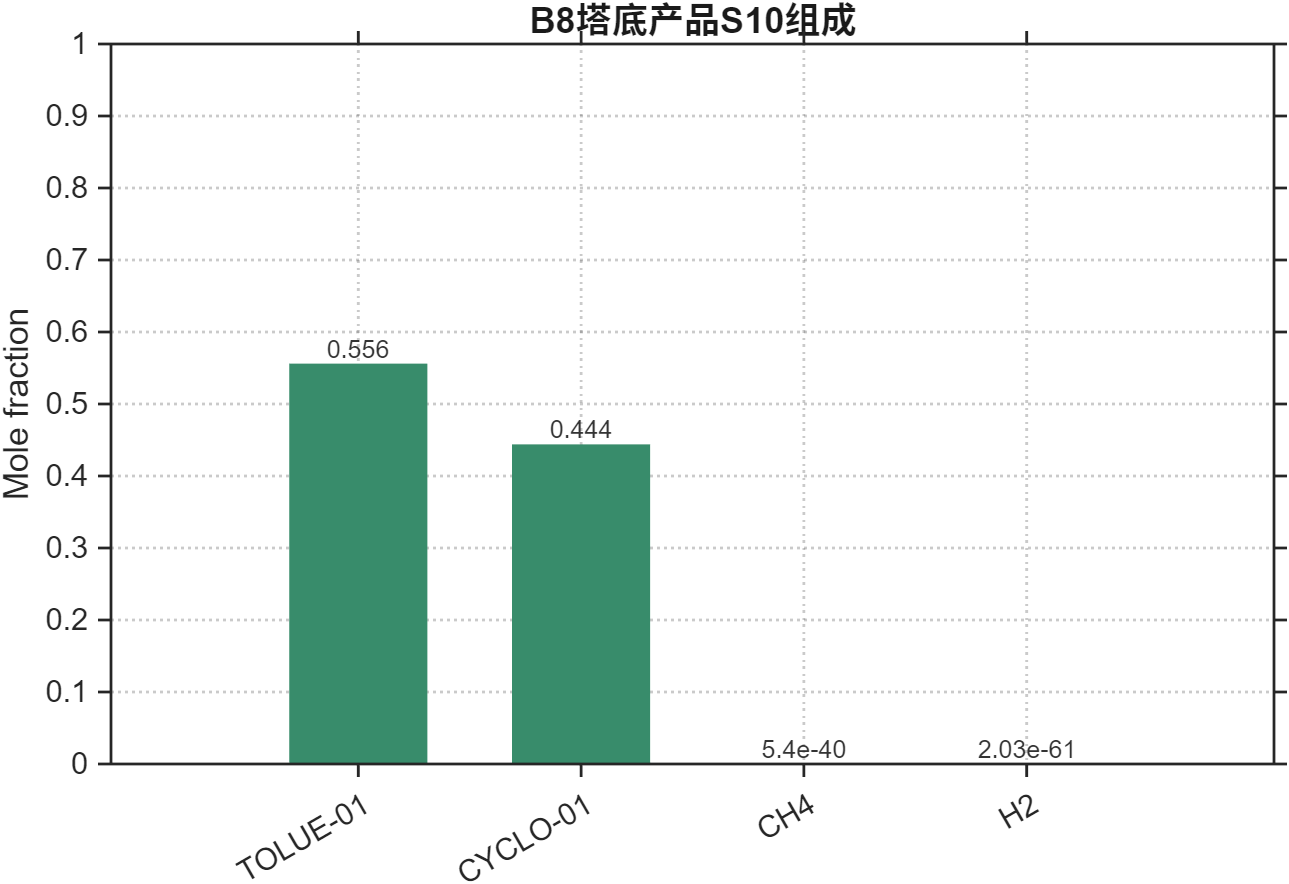 B8塔底产品S10组成
Mole fraction
1
0.9
0.8
0.7
0.6
0.5
0.4
0.3
0.2
0.1
0
0.556
0.444
5.4e-40
2.03e-61
TOLUE-01
CYCLO-01
CH4
H2